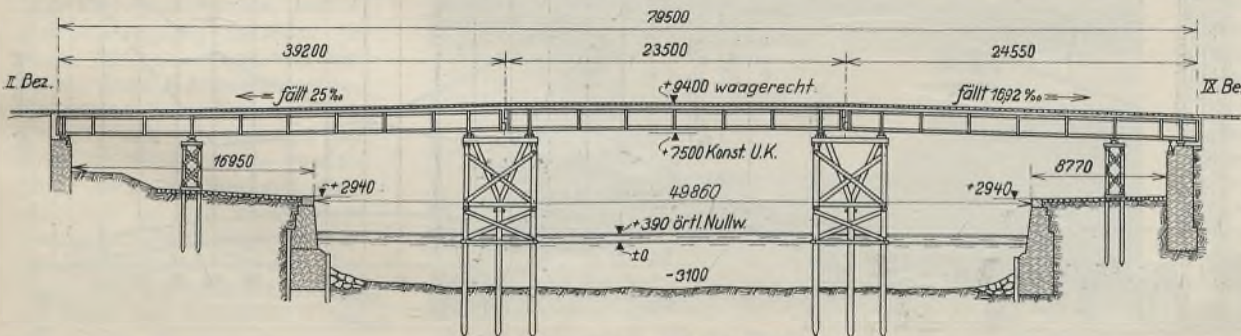 79500
39200 23500 24550
II. Bez. IX. Be
⇐ fällt 25‰ +9400 waagerecht. fällt 16,92‰ ⇒
+7500 Konst. U.K.
16950 8770
+2940 49860 +2940
+390 örtl. Nullw.
±0
-3100